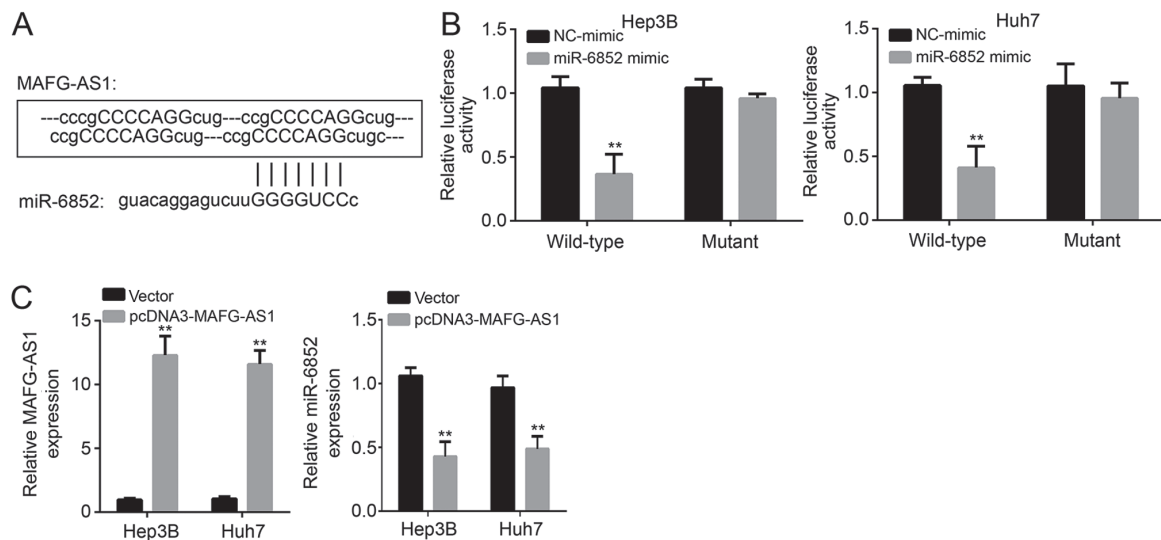 A
MAFG-AS1:
---cccgCCCCAGGcug---ccgCCCCAGGcug---
ccgCCCCAGGcug---ccgCCCCAGGcugc---
miR-6852: guacaggagucuuGGGGUCCc
B
Hep3B
NC-mimic
miR-6852 mimic
Relative luciferase
activity
1.5
1.0
0.5
0.0
**
Wild-type Mutant
Huh7
NC-mimic
miR-6852 mimic
Relative luciferase
activity
1.5
1.0
0.5
0.0
**
Wild-type Mutant
C
Vector
pcDNA3-MAFG-AS1
Relative MAFG-AS1
expression
15
10
5
0
** **
Hep3B Huh7
Vector
pcDNA3-MAFG-AS1
Relative miR-6852
expression
1.5
1.0
0.5
0.0
** **
Hep3B Huh7